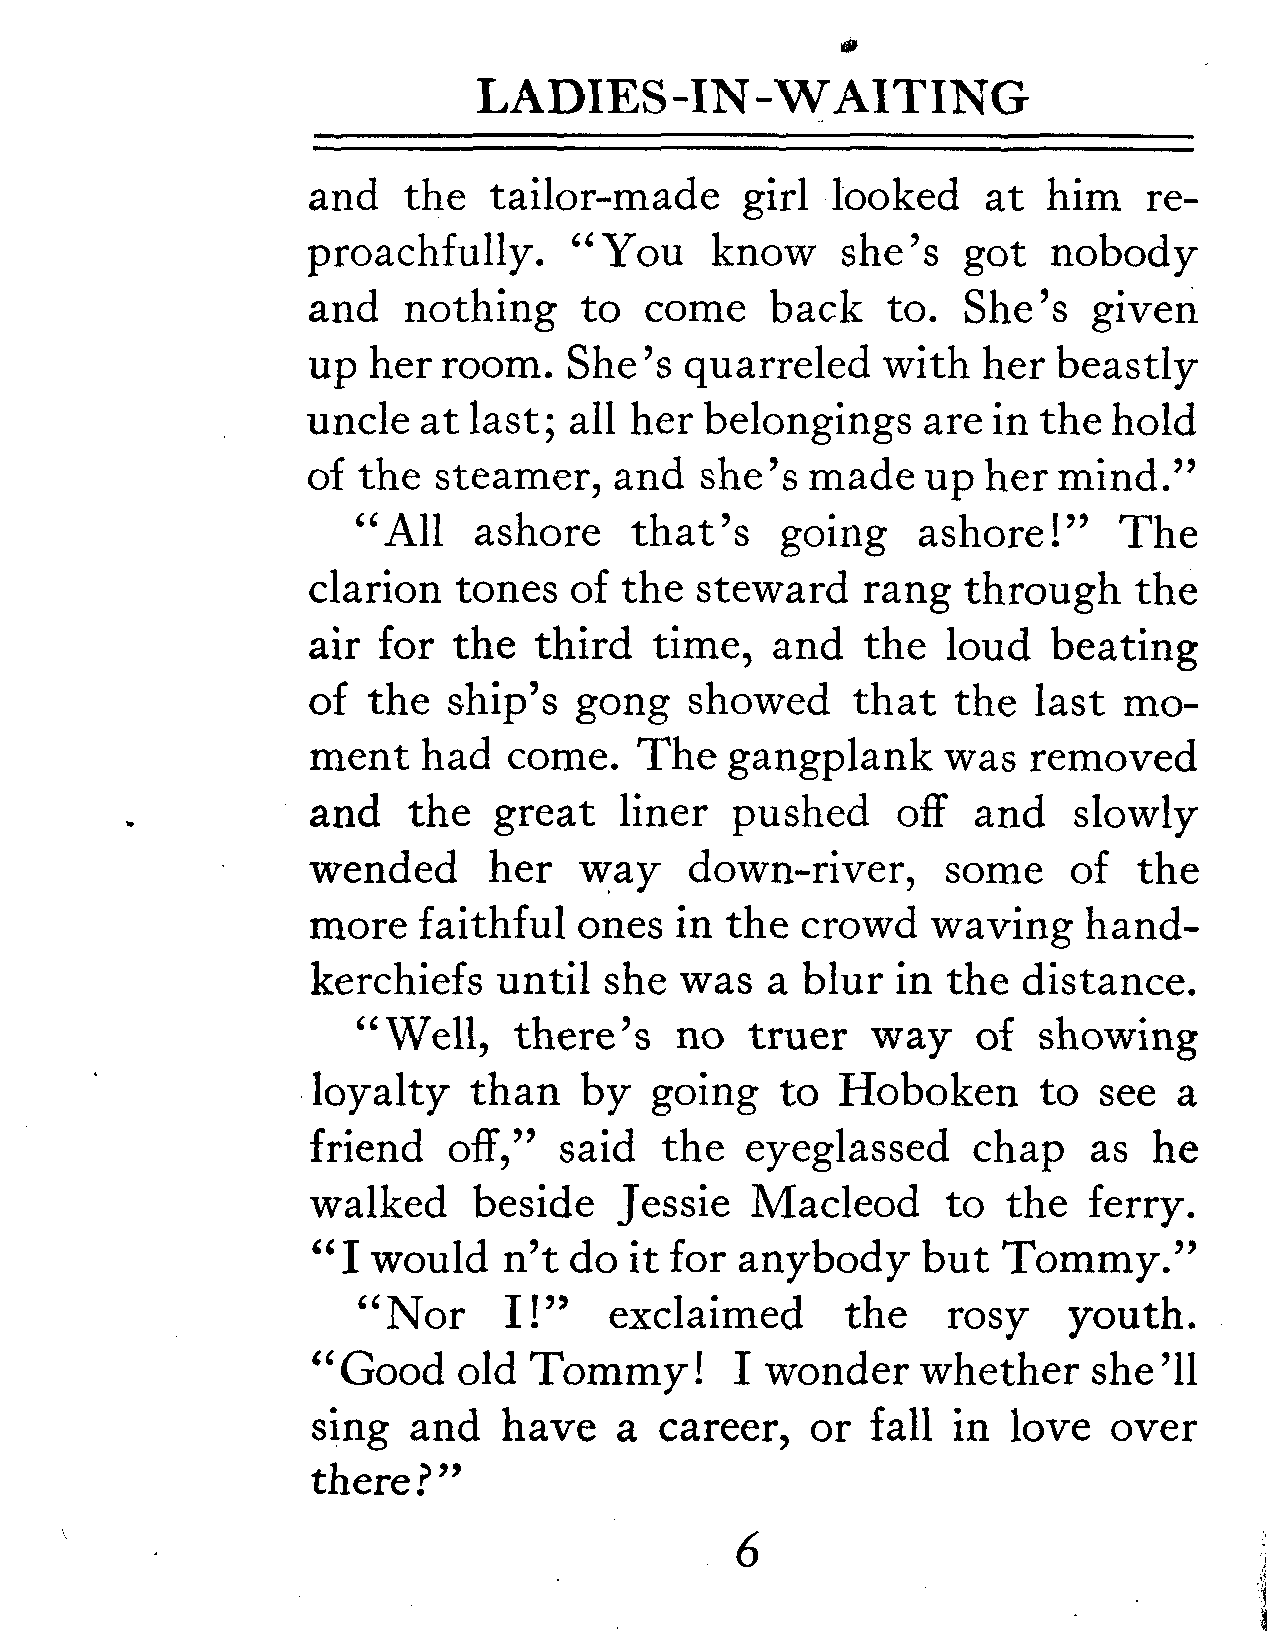 LADIES-IN-WAITING
and the tailor-made girl looked at him re-
proachfully. “You know she’s got nobody
and nothing to come back to. She’s given
up her room. She’s quarreled with her beastly
uncle at last; all her belongings are in the hold
of the steamer, and she’s made up her mind.”
“All ashore that’s going ashore!” The
clarion tones of the steward rang through the
air for the third time, and the loud beating
of the ship’s gong showed that the last mo-
ment had come. The gangplank was removed
and the great liner pushed off and slowly
wended her way down-river, some of the
more faithful ones in the crowd waving hand-
kerchiefs until she was a blur in the distance.
“Well, there’s no truer way of showing
loyalty than by going to Hoboken to see a
friend off,” said the eyeglassed chap as he
walked beside Jessie Macleod to the ferry.
“I would n’t do it for anybody but Tommy.”
“Nor I!” exclaimed the rosy youth.
“Good old Tommy! I wonder whether she’ll
sing and have a career, or fall in love over
there?”
6